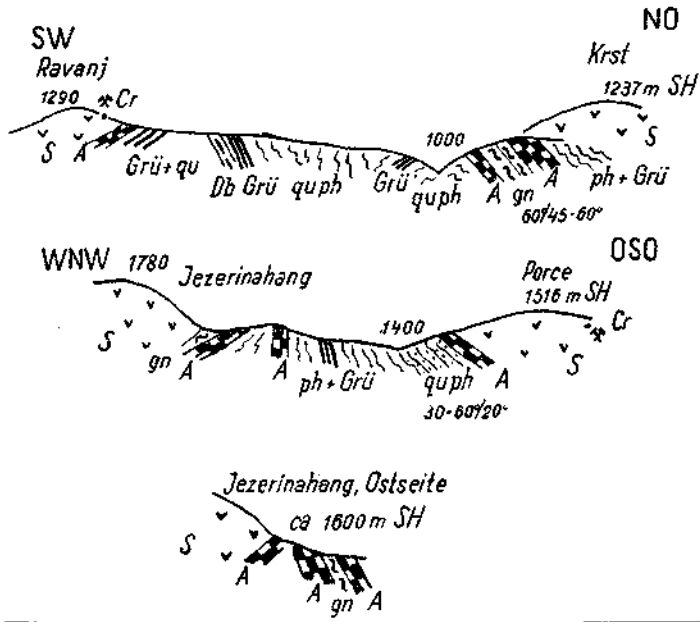 SW NO
Ravanj Krst
1290 Cr 1237 m SH
1000
S A S
Grü+qu Db Grü quph Grü quph A gn A ph + Grü
60°/45-60°
WNW OSO
1780 Jezerinahang Porce
1516 m SH
1400 Cr
S S
gn A A ph + Grü quph A
30-60°/20°
Jezerinahang, Ostseite
ca 1600 m SH
S
A A gn A